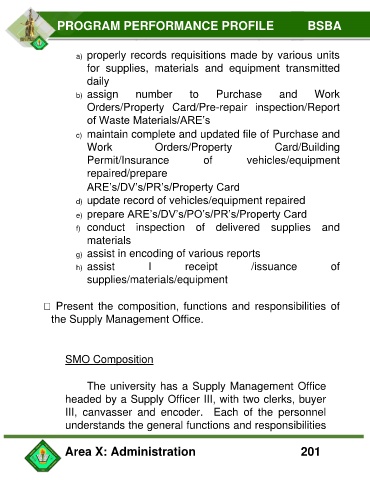 PROGRAM PERFORMANCE PROFILE BSBA
a) properly records requisitions made by various units
for supplies, materials and equipment transmitted
daily
b) assign number to Purchase and Work
Orders/Property Card/Pre-repair inspection/Report
of Waste Materials/ARE's
c) maintain complete and updated file of Purchase and
Work Orders/Property Card/Building
Permit/Insurance of vehicles/equipment
repaired/prepare
ARE's/DV's/PR's/Property Card
d) update record of vehicles/equipment repaired
e) prepare ARE's/DV's/PO's/PR's/Property Card
f) conduct inspection of delivered supplies and
materials
g) assist in encoding of various reports
h) assist I receipt /issuance of
supplies/materials/equipment
□ Present the composition, functions and responsibilities of
the Supply Management Office.
SMO Composition
The university has a Supply Management Office
headed by a Supply Officer III, with two clerks, buyer
III, canvasser and encoder. Each of the personnel
understands the general functions and responsibilities
Area X: Administration 201